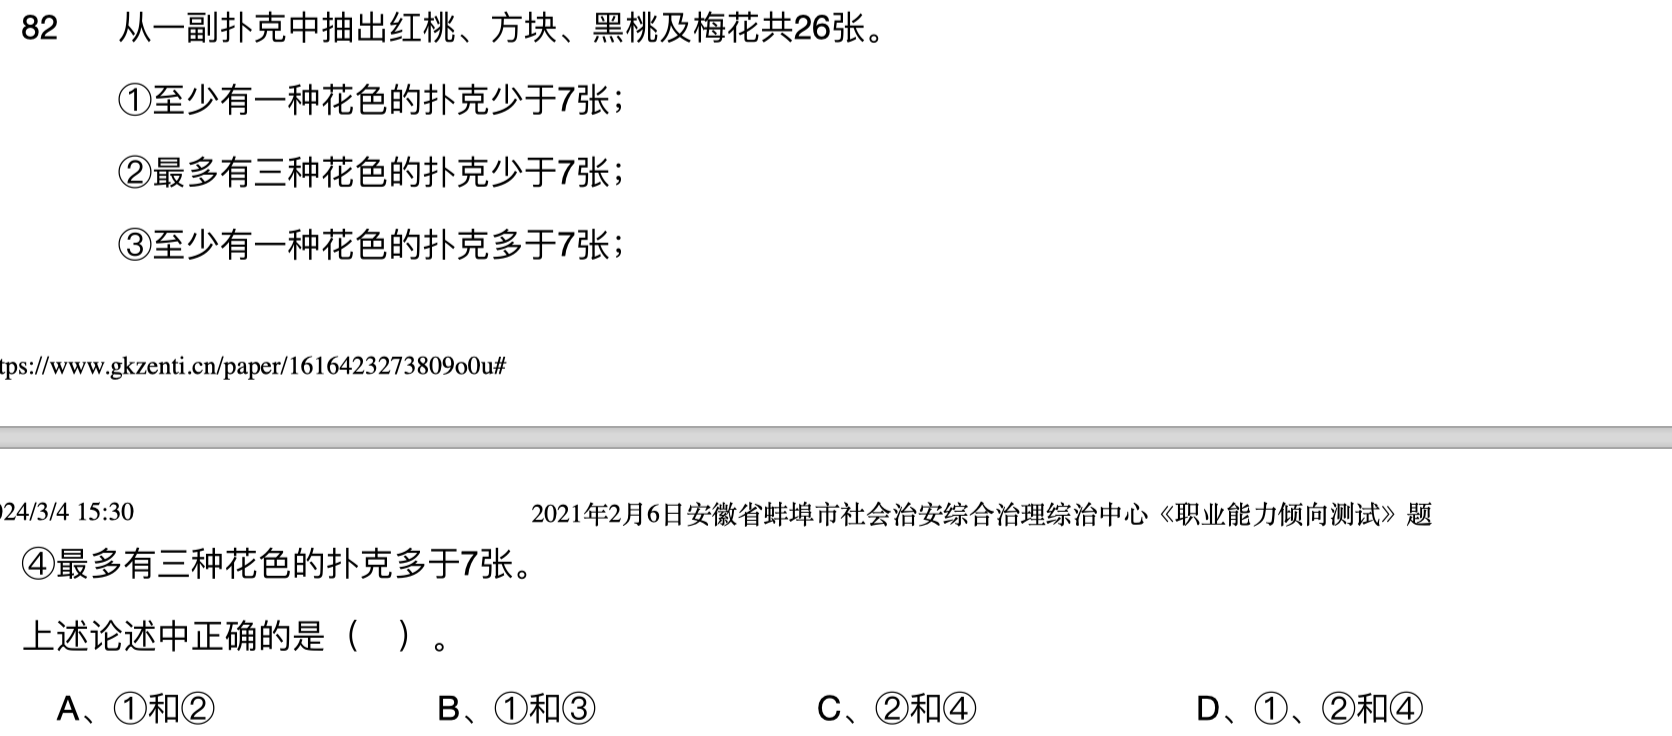 82 从一副扑克中抽出红桃、方块、黑桃及梅花共26张。
①至少有一种花色的扑克少于7张；
②最多有三种花色的扑克少于7张；
③至少有一种花色的扑克多于7张；
tps://www.gkzenti.cn/paper/1616423273809o0u#
024/3/4 15:30 2021年2月6日安徽省蚌埠市社会治安综合治理综治中心《职业能力倾向测试》题
④最多有三种花色的扑克多于7张。
上述论述中正确的是（ ）。
A、①和② B、①和③ C、②和④ D、①、②和④